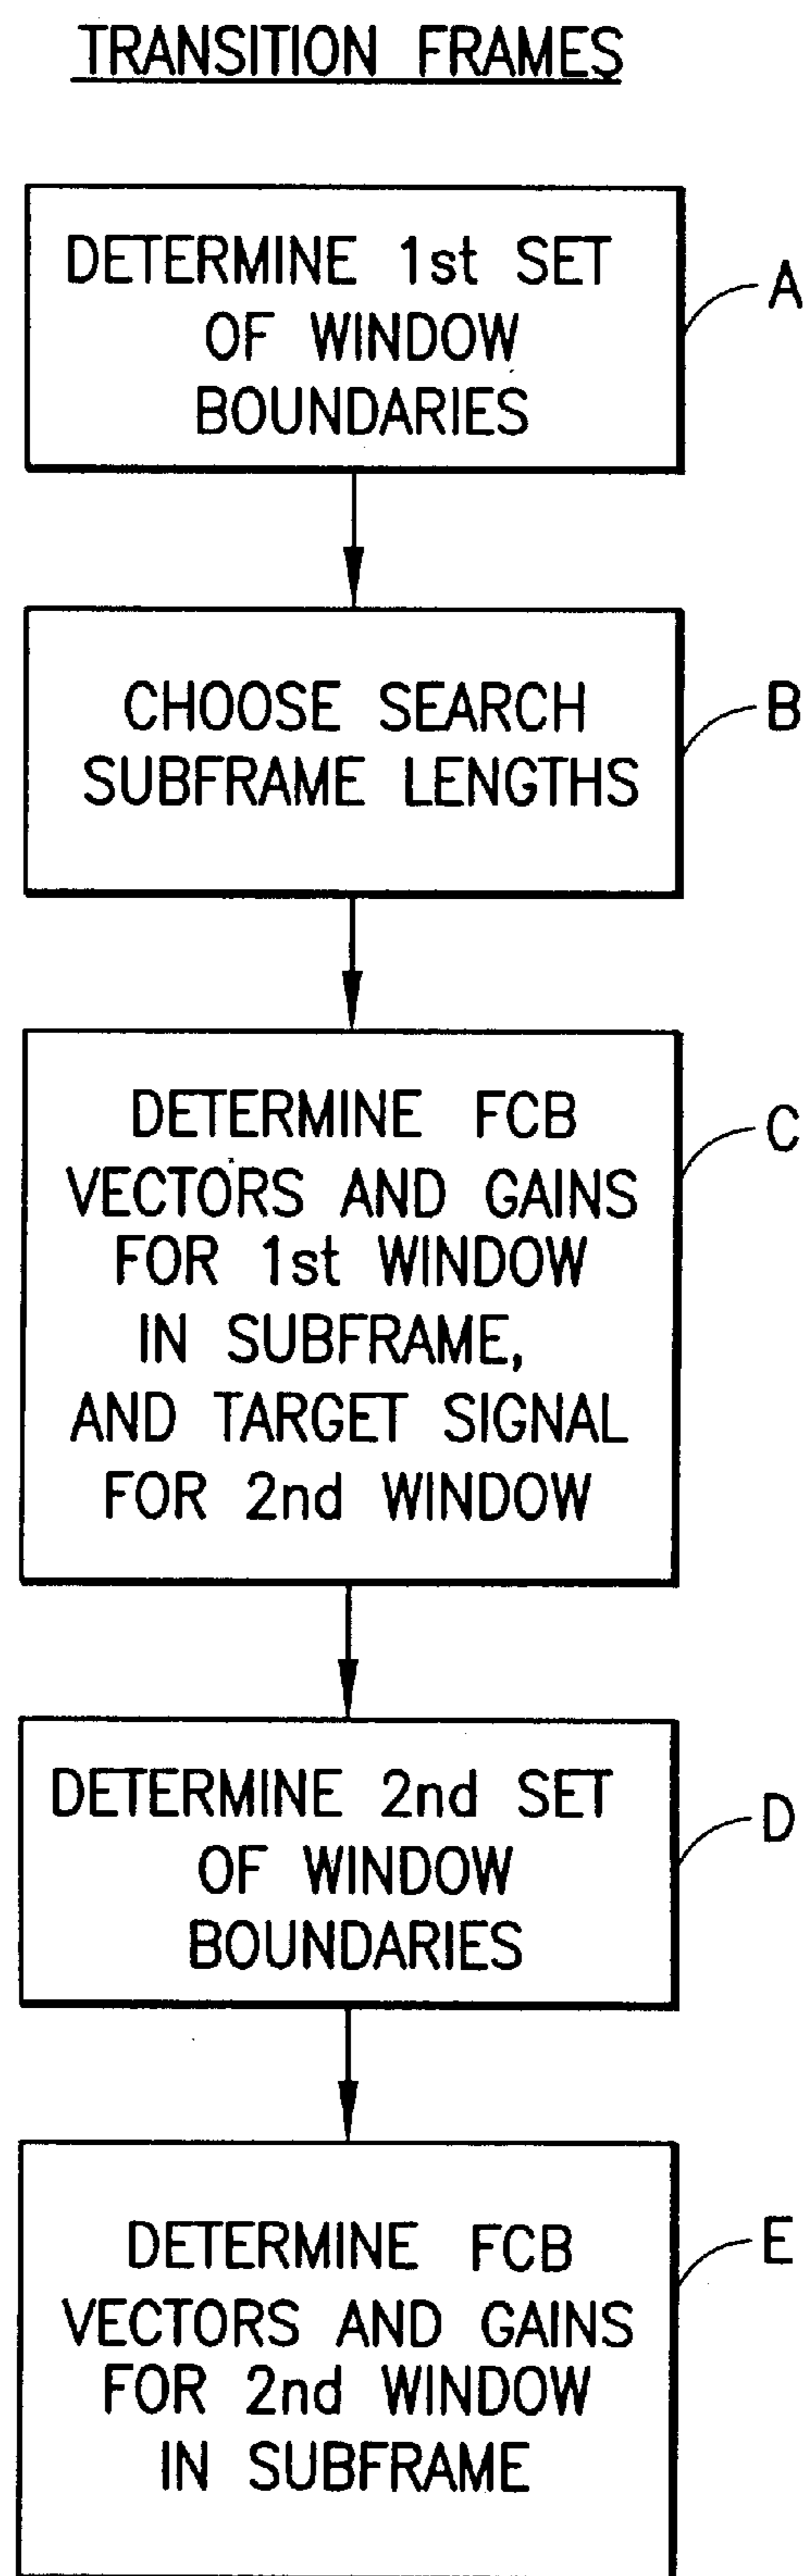 TRANSITION FRAMES
DETERMINE 1st SET
OF WINDOW
BOUNDARIES
A
CHOOSE SEARCH
SUBFRAME LENGTHS
B
DETERMINE FCB
VECTORS AND GAINS
FOR 1st WINDOW
IN SUBFRAME,
AND TARGET SIGNAL
FOR 2nd WINDOW
C
DETERMINE 2nd SET
OF WINDOW
BOUNDARIES
D
DETERMINE FCB
VECTORS AND GAINS
FOR 2nd WINDOW
IN SUBFRAME
E